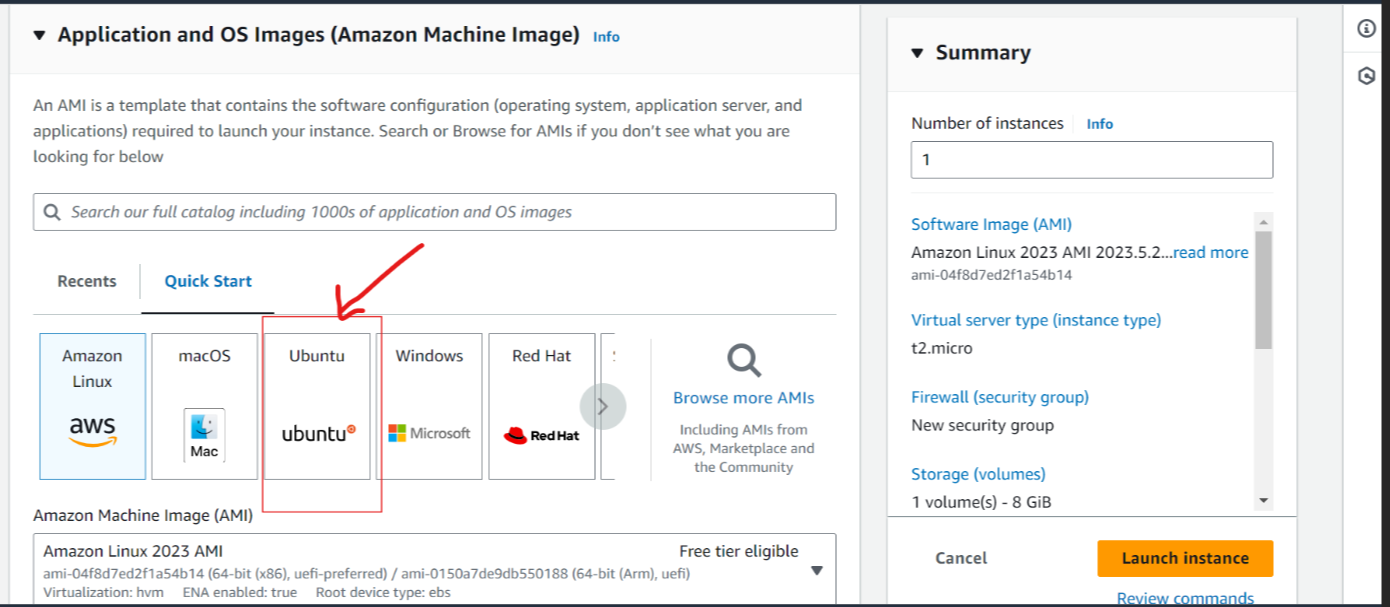 Application and OS Images (Amazon Machine Image) Info
An AMI is a template that contains the software configuration (operating system, application server, and
applications) required to launch your instance. Search or Browse for AMIs if you don't see what you are
looking for below
Search our full catalog including 1000s of application and OS images
Recents
Quick Start
Amazon
Linux
aws
macOS
Mac
Ubuntu
ubuntu
Windows
Microsoft
Red Hat
Red Hat
Browse more AMIs
Including AMIs from
AWS, Marketplace and
the Community
Amazon Machine Image (AMI)
Amazon Linux 2023 AMI
Free tier eligible
ami-04f8d7ed2f1a54b14 (64-bit (x86), uefi-preferred) / ami-0150a7de9db550188 (64-bit (Arm), uefi)
Virtualization: hvm ENA enabled: true Root device type: ebs
Summary
Number of instances Info
1
Software Image (AMI)
Amazon Linux 2023 AMI 2023.5.2...read more
ami-04f8d7ed2f1a54b14
Virtual server type (instance type)
t2.micro
Firewall (security group)
New security group
Storage (volumes)
1 volume(s) - 8 GiB
Cancel
Launch instance
Review commands